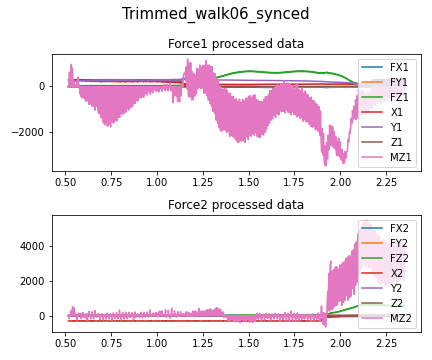 Trimmed_walk06_synced
Force1 processed data
0
−2000
0.50 0.75 1.00 1.25 1.50 1.75 2.00 2.25
FX1
FY1
FZ1
X1
Y1
Z1
MZ1
Force2 processed data
4000
2000
0
0.50 0.75 1.00 1.25 1.50 1.75 2.00 2.25
FX2
FY2
FZ2
X2
Y2
Z2
MZ2